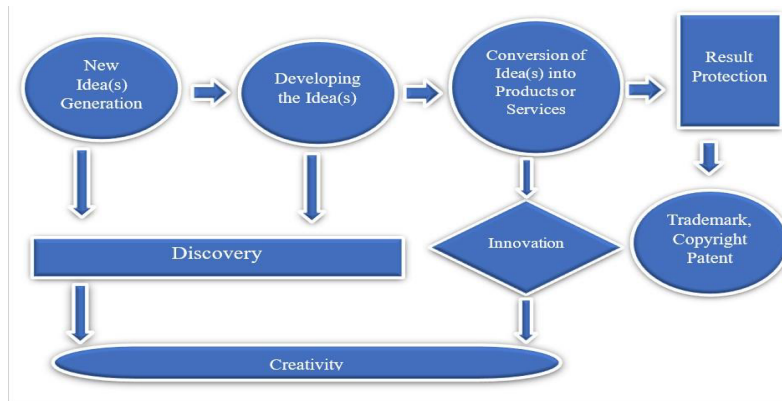 New
Idea(s)
Generation
Developing
the Idea(s)
Conversion of
Idea(s) into
Products or
Services
Result
Protection
Discovery
Innovation
Trademark,
Copyright
Patent
Creativity